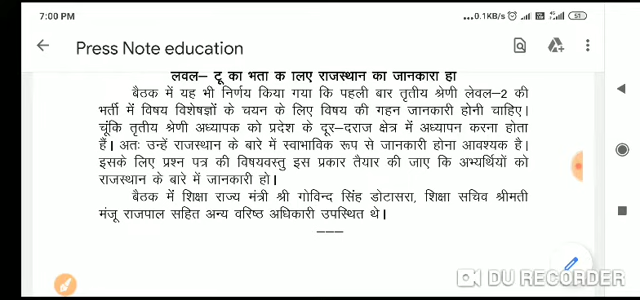 7:00 PM
...0.1KB/s
51
Press Note education
लेवल– टू की भर्ती के लिए राजस्थान की जानकारी हो
बैठक में यह भी निर्णय किया गया कि पहली बार तृतीय श्रेणी लेवल–2 की
भर्ती में विषय विशेषज्ञों के चयन के लिए विषय की गहन जानकारी होनी चाहिए।
चूंकि तृतीय श्रेणी अध्यापक को प्रदेश के दूर–दराज क्षेत्र में अध्यापन करना होता
हैं। अतः उन्हें राजस्थान के बारे में स्वाभाविक रूप से जानकारी होना आवश्यक है।
इसके लिए प्रश्न पत्र की विषयवस्तु इस प्रकार तैयार की जाए कि अभ्यर्थियों को
राजस्थान के बारे में जानकारी हो।
बैठक में शिक्षा राज्य मंत्री श्री गोविन्द सिंह डोटासरा, शिक्षा सचिव श्रीमती
मंजू राजपाल सहित अन्य वरिष्ठ अधिकारी उपस्थित थे।
–––
DU RECORDER